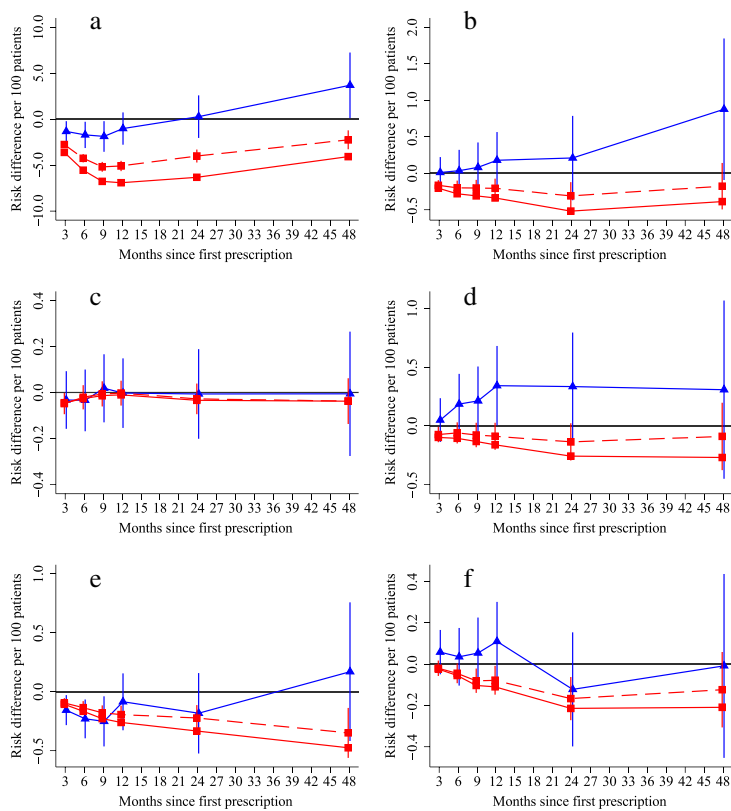 a
Risk difference per 100 patients
10.0
5.0
0.0
−5.0
−10.0
3 6 9 12 15 18 21 24 27 30 33 36 39 42 45 48
Months since first prescription
b
Risk difference per 100 patients
2.0
1.5
1.0
0.5
0.0
−0.5
3 6 9 12 15 18 21 24 27 30 33 36 39 42 45 48
Months since first prescription
c
Risk difference per 100 patients
0.4
0.2
0.0
−0.2
−0.4
3 6 9 12 15 18 21 24 27 30 33 36 39 42 45 48
Months since first prescription
d
Risk difference per 100 patients
1.0
0.5
0.0
−0.5
3 6 9 12 15 18 21 24 27 30 33 36 39 42 45 48
Months since first prescription
e
Risk difference per 100 patients
1.0
0.5
0.0
−0.5
3 6 9 12 15 18 21 24 27 30 33 36 39 42 45 48
Months since first prescription
f
Risk difference per 100 patients
0.4
0.2
0.0
−0.2
−0.4
3 6 9 12 15 18 21 24 27 30 33 36 39 42 45 48
Months since first prescription